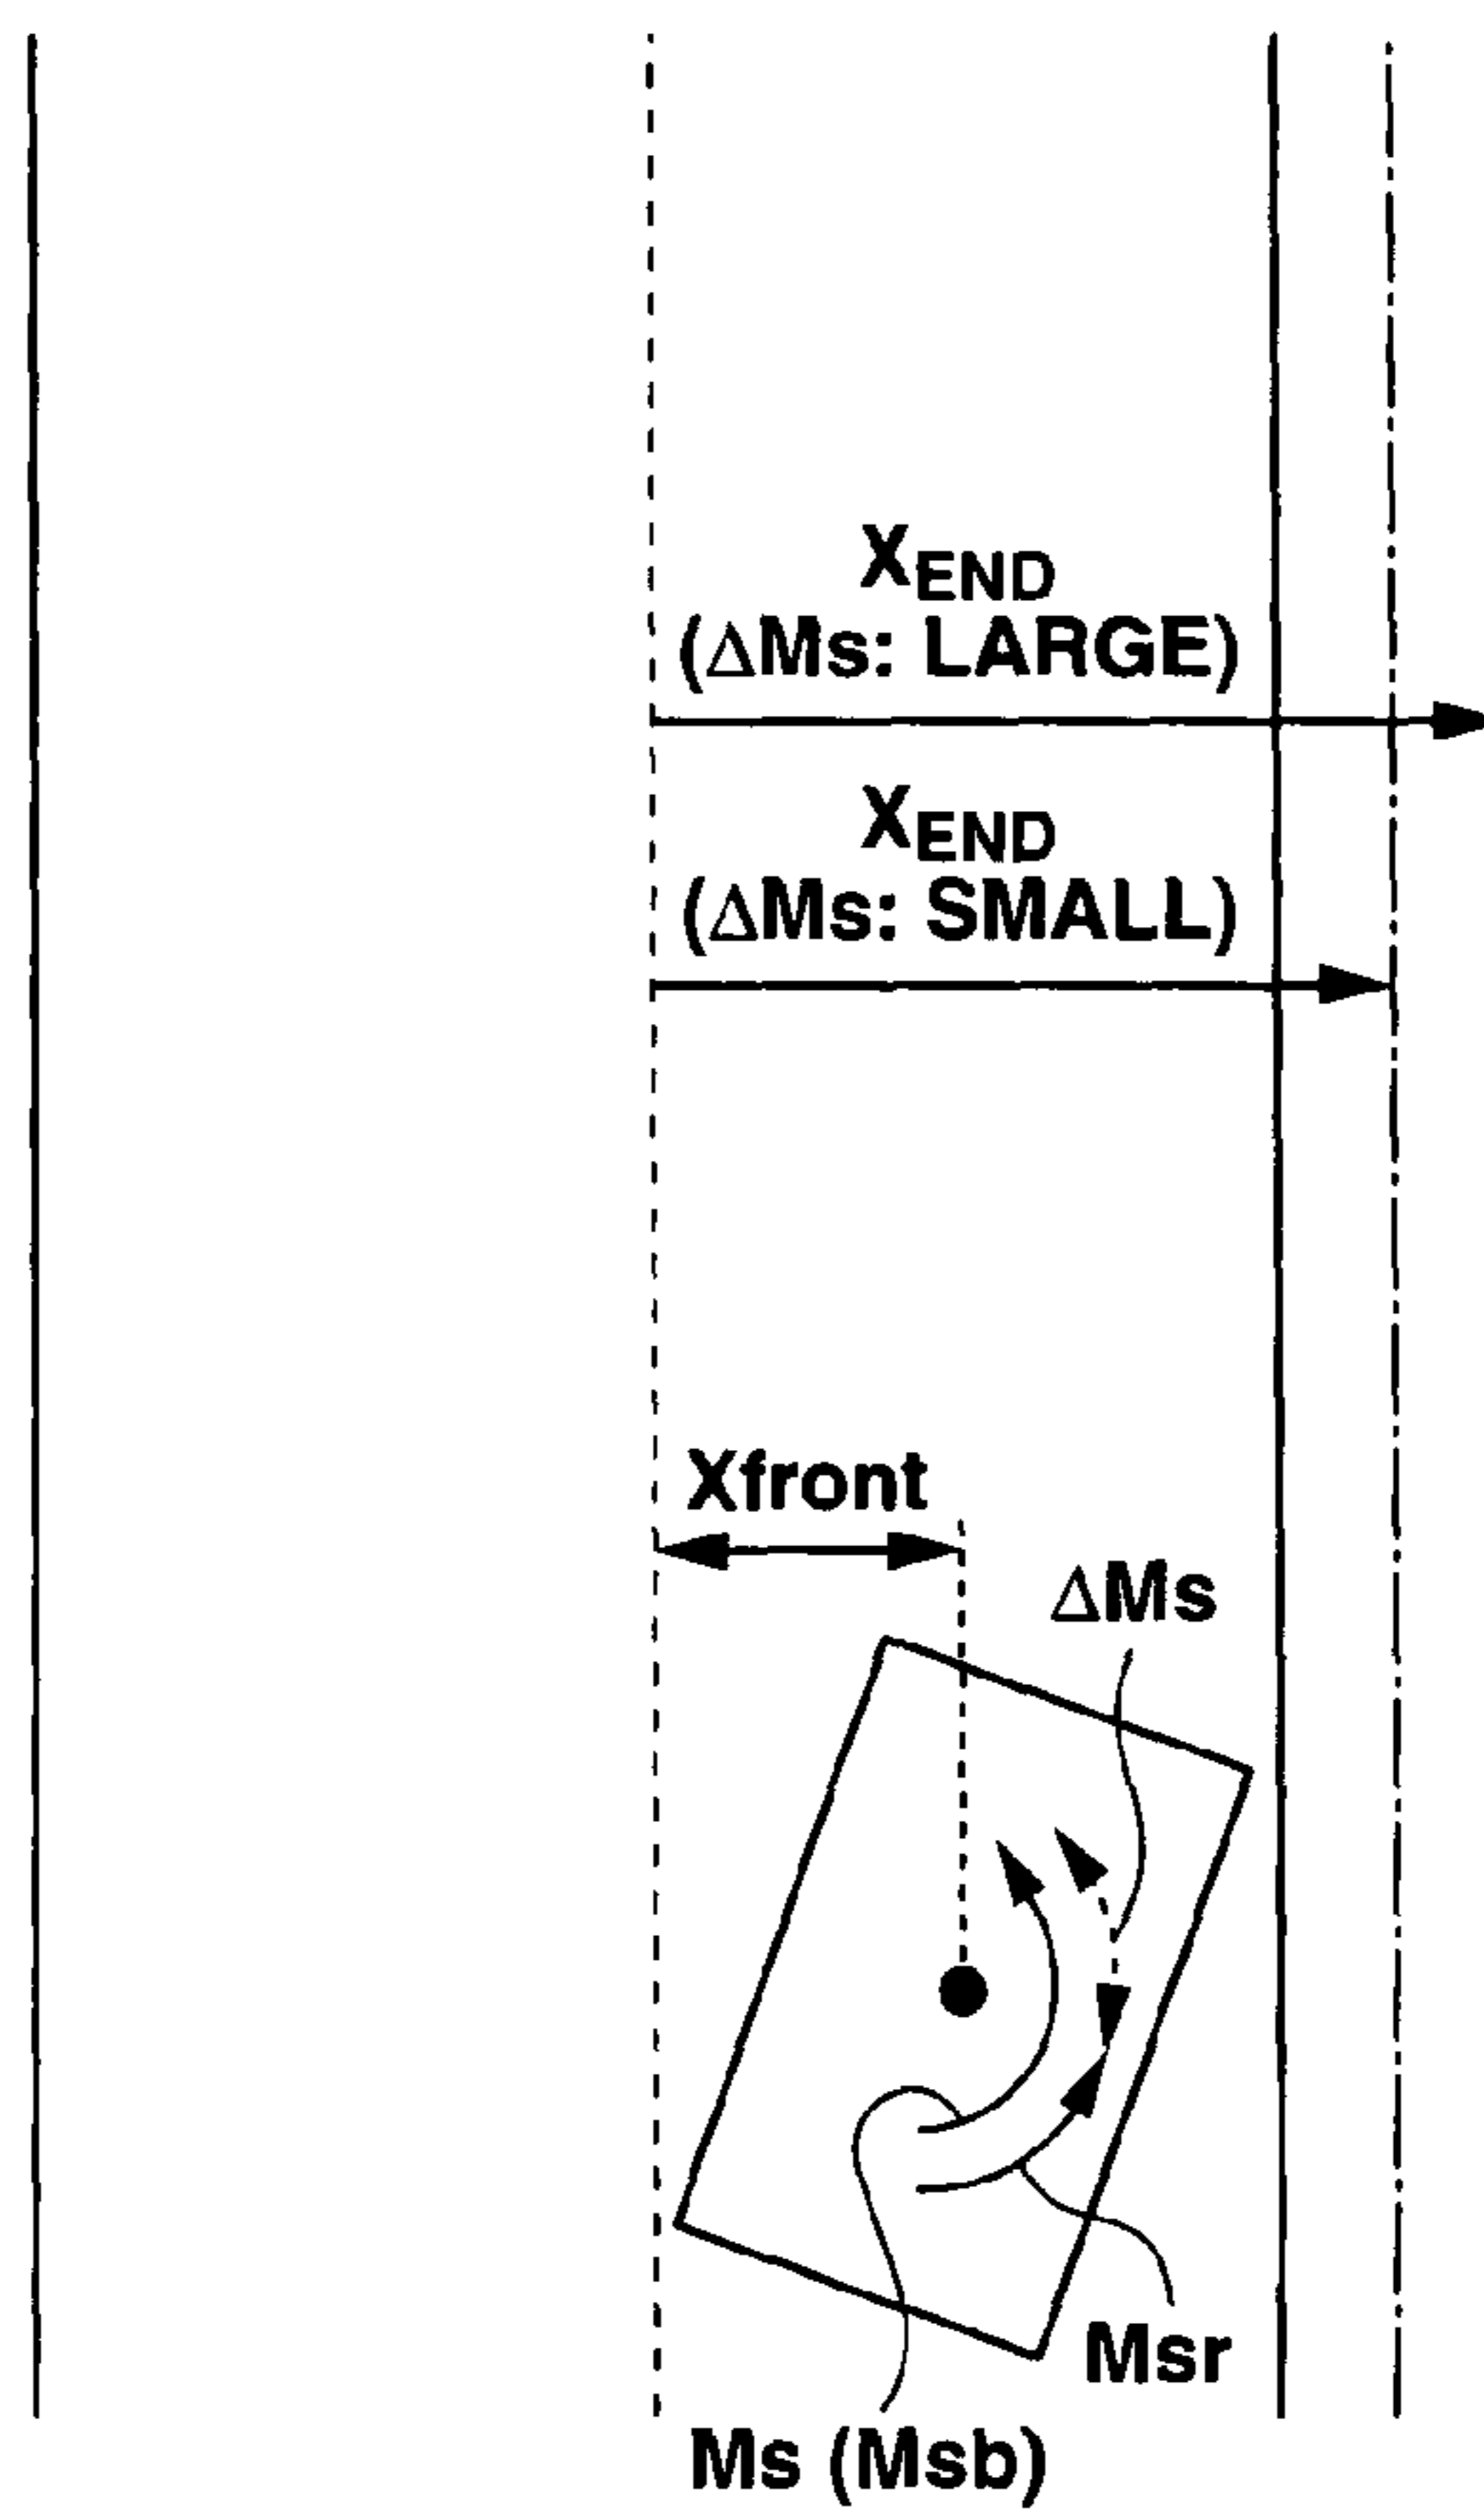 XEND
(ΔMs: LARGE)
XEND
(ΔMs: SMALL)
Xfront
ΔMs
Msr
Ms (Msb)